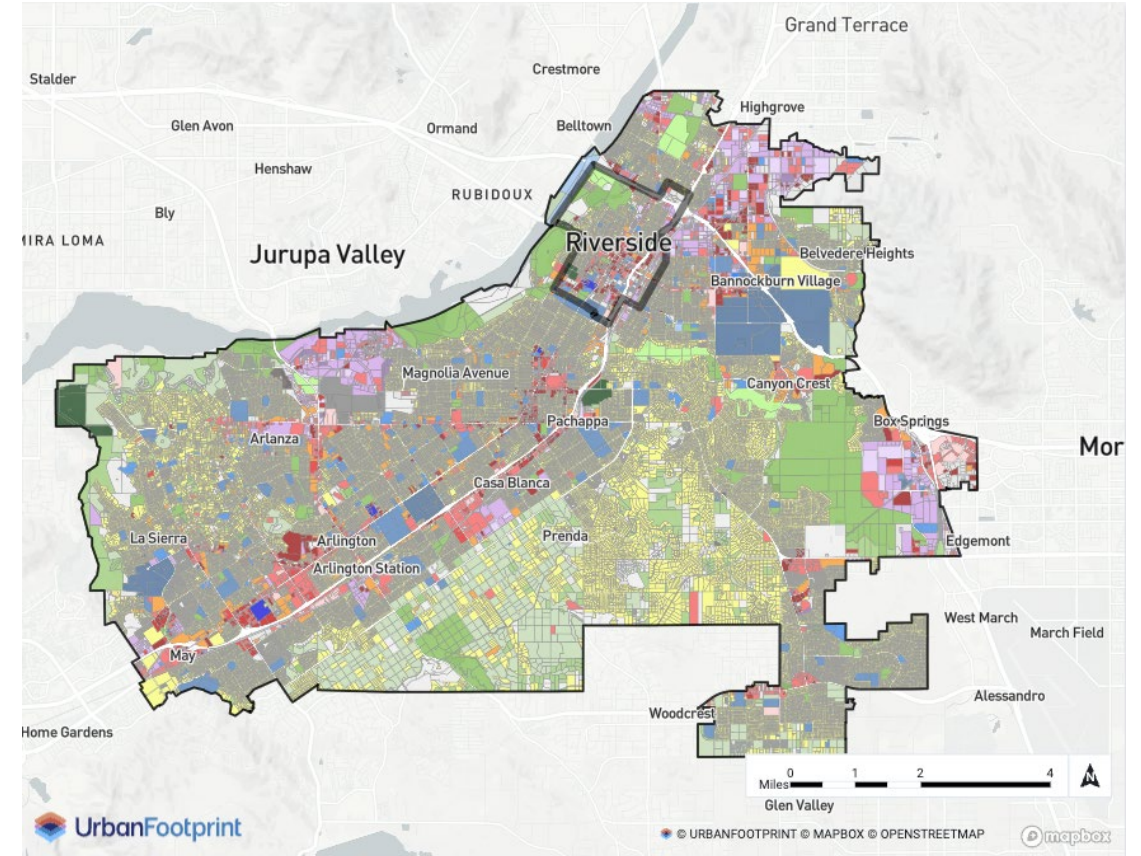 Grand Terrace
Crestmore
Stalder
Highgrove
Glen Avon
Ormand
Belltown
Henshaw
RUBIDOUX
Bly
MIRA LOMA
Riverside
Jurupa Valley
Belvedere Heights
Bannockburn Village
Magnolia Avenue
Canyon Crest
Pachappa
Box Springs
Arlanza
Mor
Casa Blanca
La Sierra
Arlington
Prenda
Edgemont
Arlington Station
West March
March Field
May
Alessandro
Woodcrest
Home Gardens
0 1 2 4
Miles
N
Glen Valley
UrbanFootprint
© URBANFOOTPRINT © MAPBOX © OPENSTREETMAP
mapbox